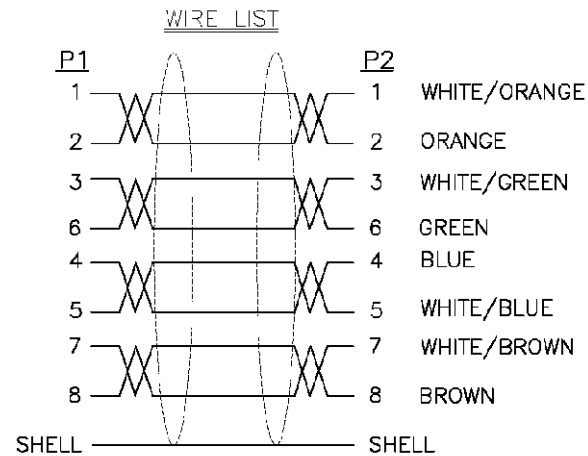 WIRE LIST
P1 P2
1 1 WHITE/ORANGE
2 2 ORANGE
3 3 WHITE/GREEN
6 6 GREEN
4 4 BLUE
5 5 WHITE/BLUE
7 7 WHITE/BROWN
8 8 BROWN
SHELL SHELL